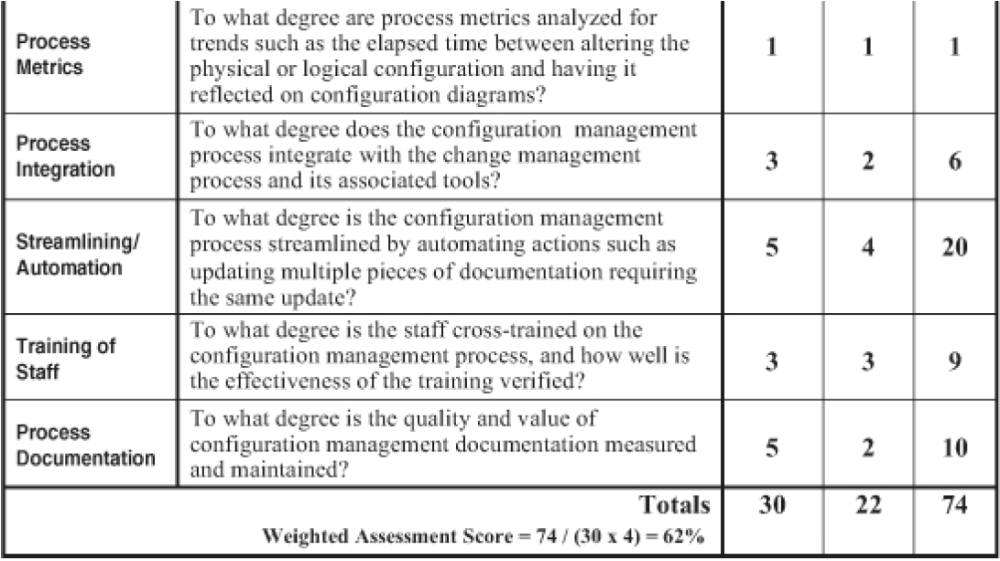 Process
Metrics
To what degree are process metrics analyzed for
trends such as the elapsed time between altering the
physical or logical configuration and having it
reflected on configuration diagrams?
1 1 1
Process
Integration
To what degree does the configuration management
process integrate with the change management
process and its associated tools?
3 2 6
Streamlining/
Automation
To what degree is the configuration management
process streamlined by automating actions such as
updating multiple pieces of documentation requiring
the same update?
5 4 20
Training of
Staff
To what degree is the staff cross-trained on the
configuration management process, and how well is
the effectiveness of the training verified?
3 3 9
Process
Documentation
To what degree is the quality and value of
configuration management documentation measured
and maintained?
5 2 10
Totals 30 22 74
Weighted Assessment Score = 74 / (30 x 4) = 62%